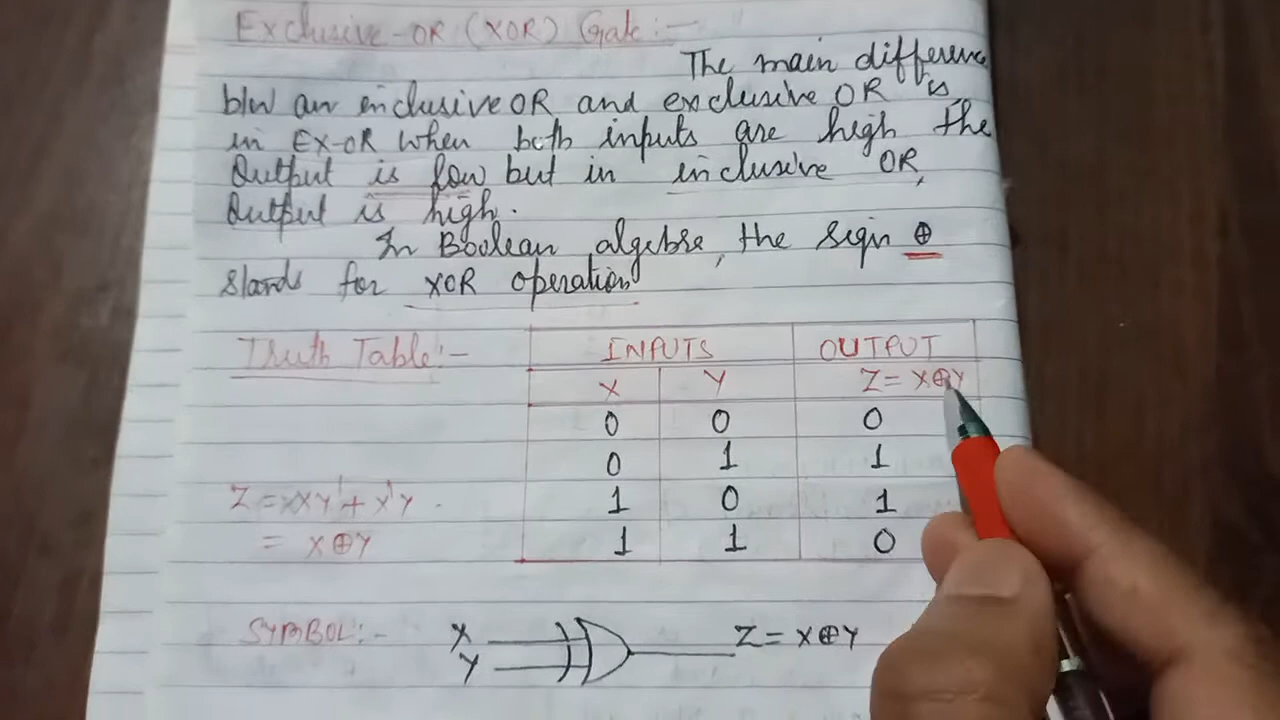 Exclusive-OR (XOR) Gate:-
The main difference
b/w an inclusive OR and exclusive OR is,
in EX-OR when both inputs are high the
Output is low but in inclusive OR,
Output is high.
In Boolean algebra, the sign ⊕
stands for XOR operation
Truth Table:-
INPUTS OUTPUT
X Y Z = X⊕Y
0 0 0
0 1 1
1 0 1
1 1 0
Z = XY' + X'Y.
= X⊕Y
SYMBOL:-
X
Y
Z = X⊕Y